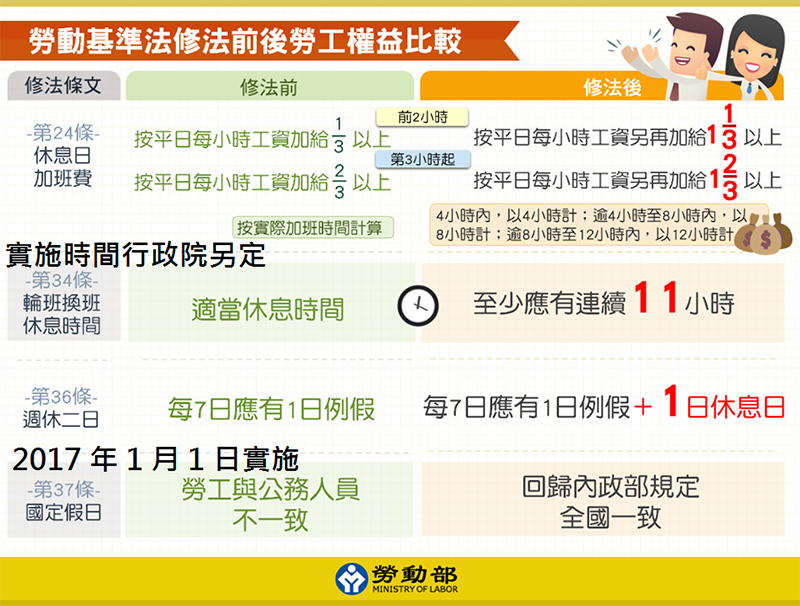 勞動基準法修法前後勞工權益比較
修法條文
修法前
修法後
-第24條-
休息日
加班費
前2小時
按平日每小時工資加給1/3以上
按平日每小時工資另再加給1 1/3以上
第3小時起
按平日每小時工資加給2/3以上
按平日每小時工資另再加給1 2/3以上
按實際加班時間計算
4小時內，以4小時計；逾4小時至8小時內，以
8小時計；逾8小時至12小時內，以12小時計
實施時間行政院另定
-第34條-
輪班換班
休息時間
適當休息時間
至少應有連續11小時
-第36條-
週休二日
每7日應有1日例假
每7日應有1日例假+1日休息日
2017年1月1日實施
-第37條-
國定假日
勞工與公務人員
不一致
回歸內政部規定
全國一致
勞動部
MINISTRY OF LABOR